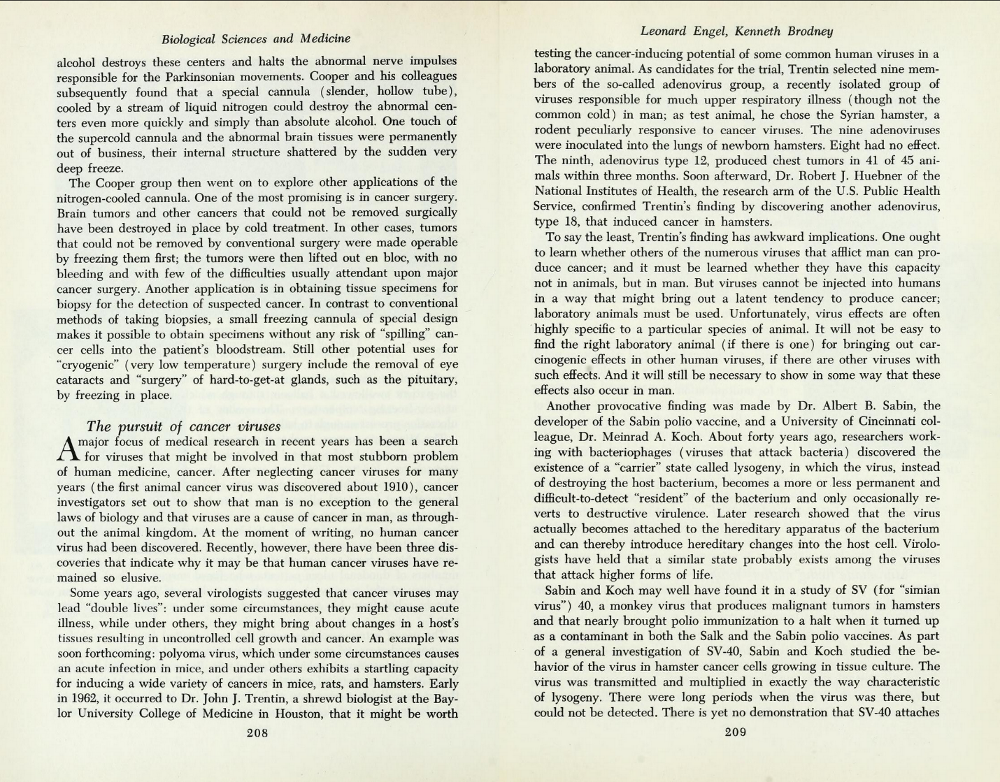 Biological Sciences and Medicine
alcohol destroys these centers and halts the abnormal nerve impulses
responsible for the Parkinsonian movements. Cooper and his colleagues
subsequently found that a special cannula (slender, hollow tube),
cooled by a stream of liquid nitrogen could destroy the abnormal cen-
ters even more quickly and simply than absolute alcohol. One touch of
the supercold cannula and the abnormal brain tissues were permanently
out of business, their internal structure shattered by the sudden very
deep freeze.
The Cooper group then went on to explore other applications of the
nitrogen-cooled cannula. One of the most promising is in cancer surgery.
Brain tumors and other cancers that could not be removed surgically
have been destroyed in place by cold treatment. In other cases, tumors
that could not be removed by conventional surgery were made operable
by freezing them first; the tumors were then lifted out en bloc, with no
bleeding and with few of the difficulties usually attendant upon major
cancer surgery. Another application is in obtaining tissue specimens for
biopsy for the detection of suspected cancer. In contrast to conventional
methods of taking biopsies, a small freezing cannula of special design
makes it possible to obtain specimens without any risk of “spilling” can-
cer cells into the patient’s bloodstream. Still other potential uses for
“cryogenic” (very low temperature) surgery include the removal of eye
cataracts and “surgery” of hard-to-get-at glands, such as the pituitary,
by freezing in place.
The pursuit of cancer viruses
A major focus of medical research in recent years has been a search
for viruses that might be involved in that most stubborn problem
of human medicine, cancer. After neglecting cancer viruses for many
years (the first animal cancer virus was discovered about 1910), cancer
investigators set out to show that man is no exception to the general
laws of biology and that viruses are a cause of cancer in man, as through-
out the animal kingdom. At the moment of writing, no human cancer
virus had been discovered. Recently, however, there have been three dis-
coveries that indicate why it may be that human cancer viruses have re-
mained so elusive.
Some years ago, several virologists suggested that cancer viruses may
lead “double lives”: under some circumstances, they might cause acute
illness, while under others, they might bring about changes in a host’s
tissues resulting in uncontrolled cell growth and cancer. An example was
soon forthcoming: polyoma virus, which under some circumstances causes
an acute infection in mice, and under others exhibits a startling capacity
for inducing a wide variety of cancers in mice, rats, and hamsters. Early
in 1962, it occurred to Dr. John J. Trentin, a shrewd biologist at the Bay-
lor University College of Medicine in Houston, that it might be worth
208
Leonard Engel, Kenneth Brodney
testing the cancer-inducing potential of some common human viruses in a
laboratory animal. As candidates for the trial, Trentin selected nine mem-
bers of the so-called adenovirus group, a recently isolated group of
viruses responsible for much upper respiratory illness (though not the
common cold) in man; as test animal, he chose the Syrian hamster, a
rodent peculiarly responsive to cancer viruses. The nine adenoviruses
were inoculated into the lungs of newborn hamsters. Eight had no effect.
The ninth, adenovirus type 12, produced chest tumors in 41 of 45 ani-
mals within three months. Soon afterward, Dr. Robert J. Huebner of the
National Institutes of Health, the research arm of the U.S. Public Health
Service, confirmed Trentin’s finding by discovering another adenovirus,
type 18, that induced cancer in hamsters.
To say the least, Trentin’s finding has awkward implications. One ought
to learn whether others of the numerous viruses that afflict man can pro-
duce cancer; and it must be learned whether they have this capacity
not in animals, but in man. But viruses cannot be injected into humans
in a way that might bring out a latent tendency to produce cancer;
laboratory animals must be used. Unfortunately, virus effects are often
highly specific to a particular species of animal. It will not be easy to
find the right laboratory animal (if there is one) for bringing out car-
cinogenic effects in other human viruses, if there are other viruses with
such effects. And it will still be necessary to show in some way that these
effects also occur in man.
Another provocative finding was made by Dr. Albert B. Sabin, the
developer of the Sabin polio vaccine, and a University of Cincinnati col-
league, Dr. Meinrad A. Koch. About forty years ago, researchers work-
ing with bacteriophages (viruses that attack bacteria) discovered the
existence of a “carrier” state called lysogeny, in which the virus, instead
of destroying the host bacterium, becomes a more or less permanent and
difficult-to-detect “resident” of the bacterium and only occasionally re-
verts to destructive virulence. Later research showed that the virus
actually becomes attached to the hereditary apparatus of the bacterium
and can thereby introduce hereditary changes into the host cell. Virolo-
gists have held that a similar state probably exists among the viruses
that attack higher forms of life.
Sabin and Koch may well have found it in a study of SV (for “simian
virus”) 40, a monkey virus that produces malignant tumors in hamsters
and that nearly brought polio immunization to a halt when it turned up
as a contaminant in both the Salk and the Sabin polio vaccines. As part
of a general investigation of SV-40, Sabin and Koch studied the be-
havior of the virus in hamster cancer cells growing in tissue culture. The
virus was transmitted and multiplied in exactly the way characteristic
of lysogeny. There were long periods when the virus was there, but
could not be detected. There is yet no demonstration that SV-40 attaches
209